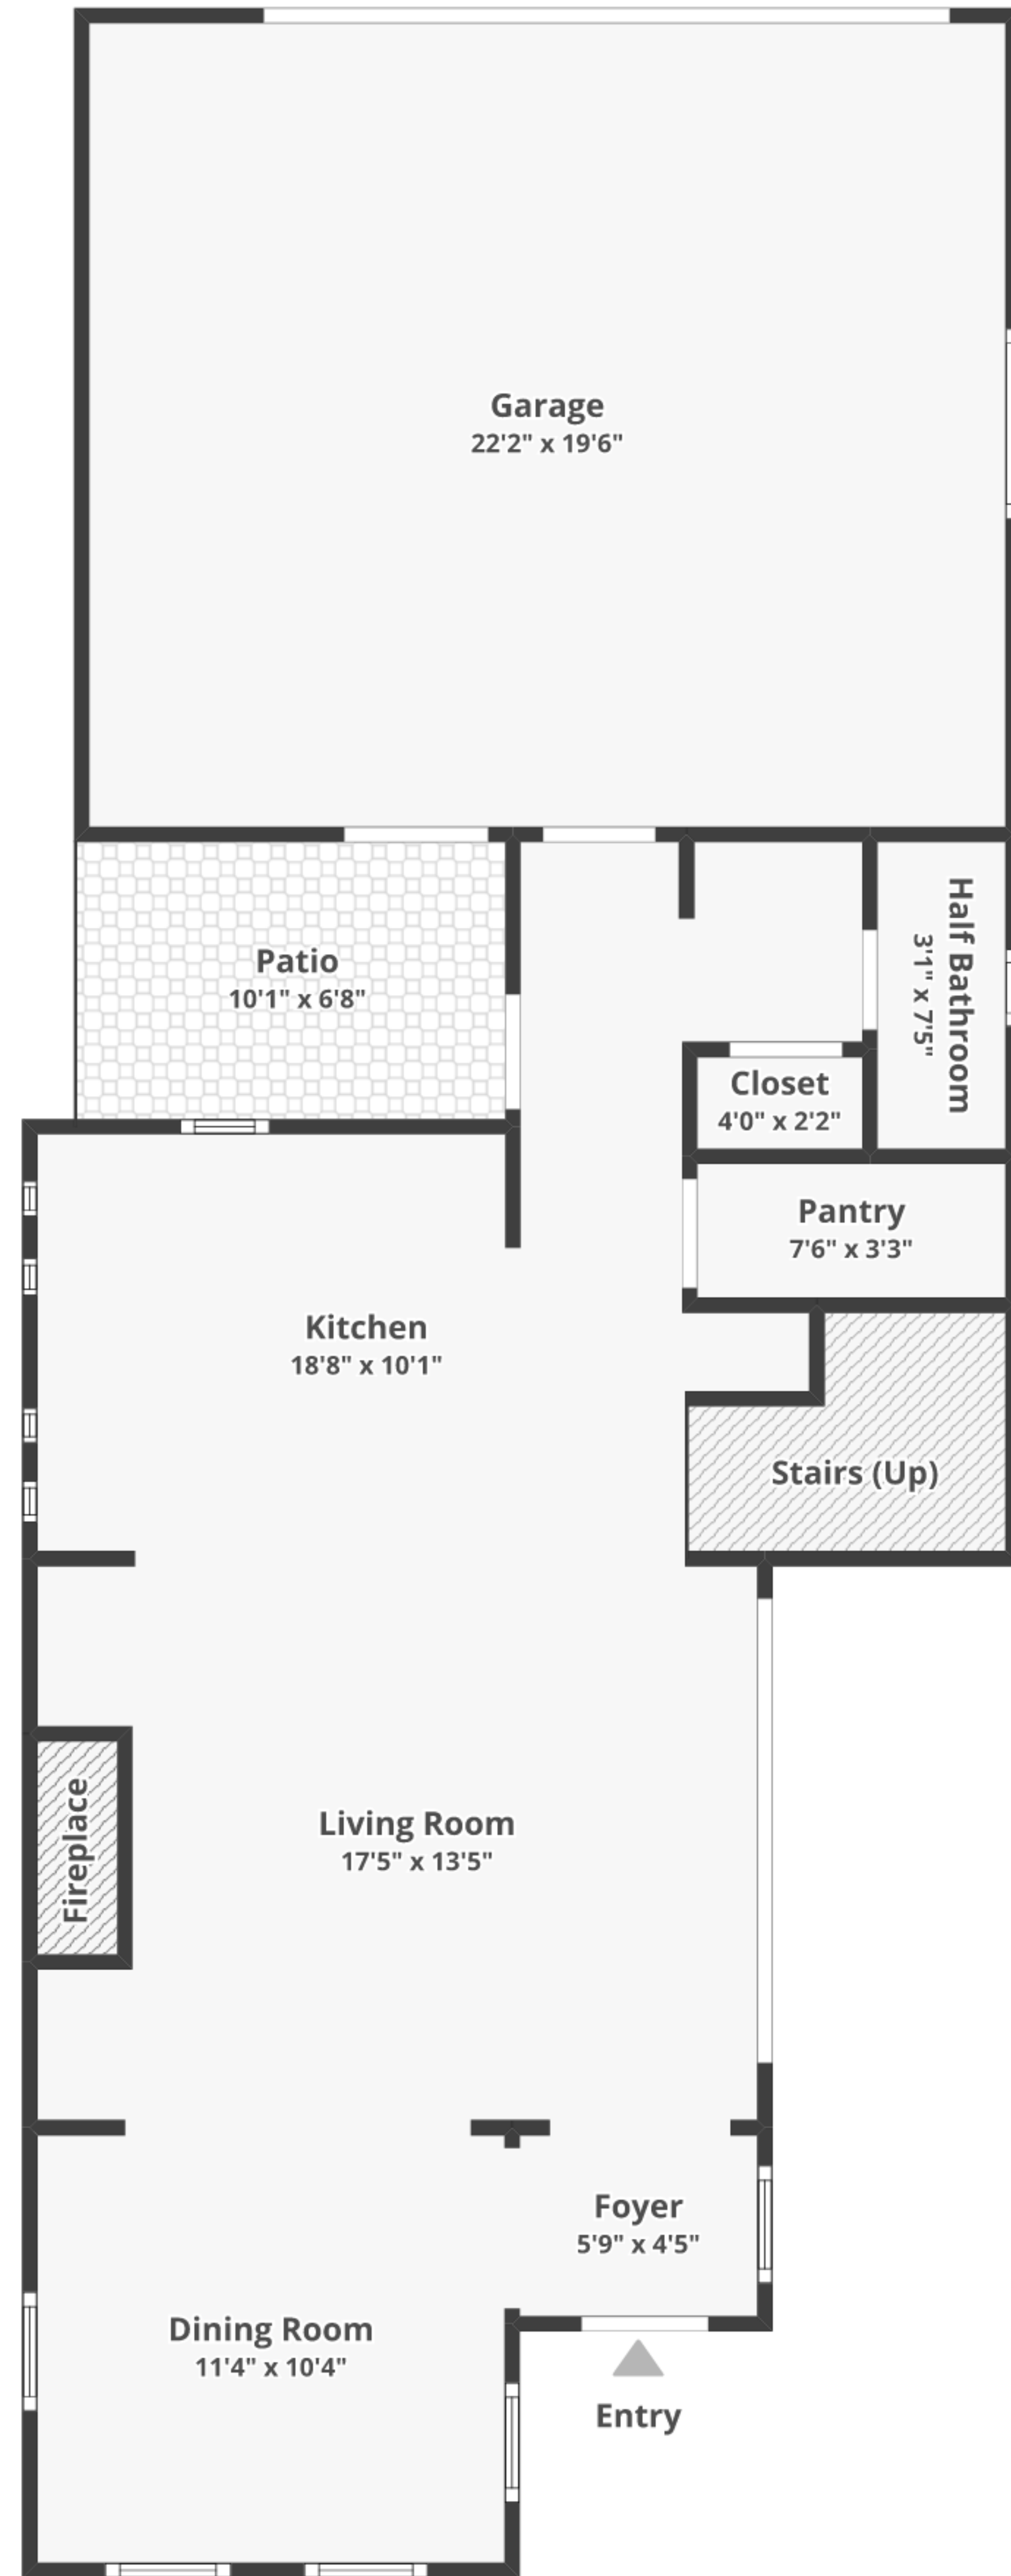 Garage
22'2" x 19'6"
Patio
10'1" x 6'8"
Half Bathroom
3'1" x 7'5"
Closet
4'0" x 2'2"
Pantry
7'6" x 3'3"
Kitchen
18'8" x 10'1"
Stairs (Up)
Fireplace
Living Room
17'5" x 13'5"
Foyer
5'9" x 4'5"
Dining Room
11'4" x 10'4"
Entry